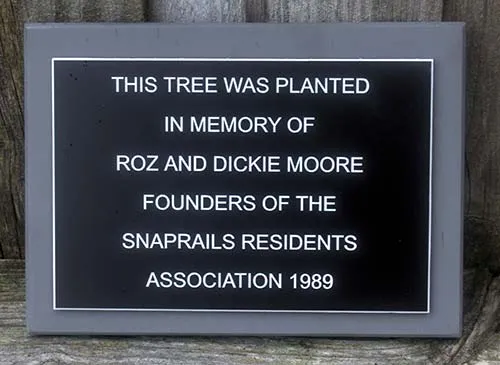 THIS TREE WAS PLANTED
IN MEMORY OF
ROZ AND DICKIE MOORE
FOUNDERS OF THE
SNAPRAILS RESIDENTS
ASSOCIATION 1989